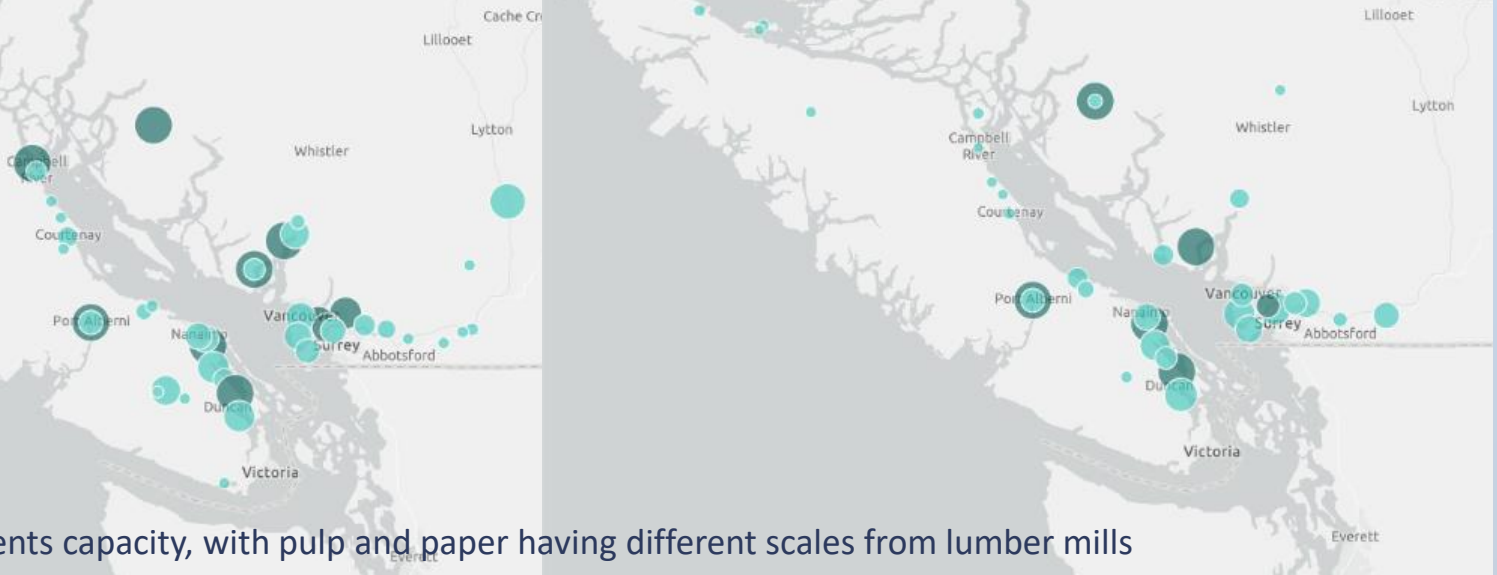 Cache Cr
Lillooet
Lytton
Whistler
Campbell
River
Courtenay
Port Alberni
Nanaimo
Vancouver
Surrey
Abbotsford
Duncan
Victoria
Lillooet
Lytton
Whistler
Campbell
River
Courtenay
Port Alberni
Nanaimo
Vancouver
Surrey
Abbotsford
Duncan
Victoria
Everett
ents capacity, with pulp and paper having different scales from lumber mills
Everett